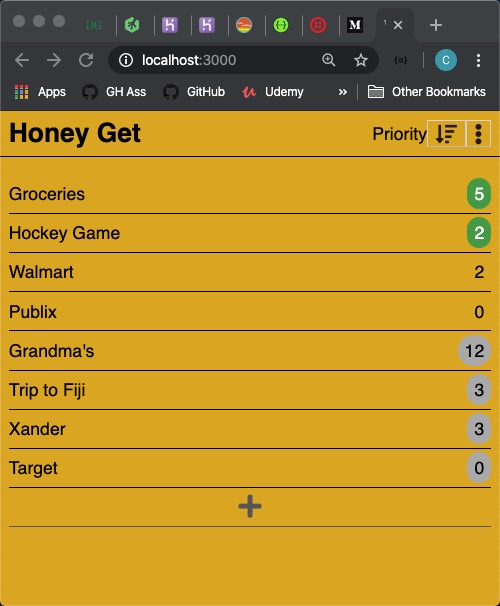 M
localhost:3000
C
Apps
GH Ass
GitHub
Udemy
»
Other Bookmarks
Honey Get
Priority
Groceries 5
Hockey Game 2
Walmart 2
Publix 0
Grandma's 12
Trip to Fiji 3
Xander 3
Target 0